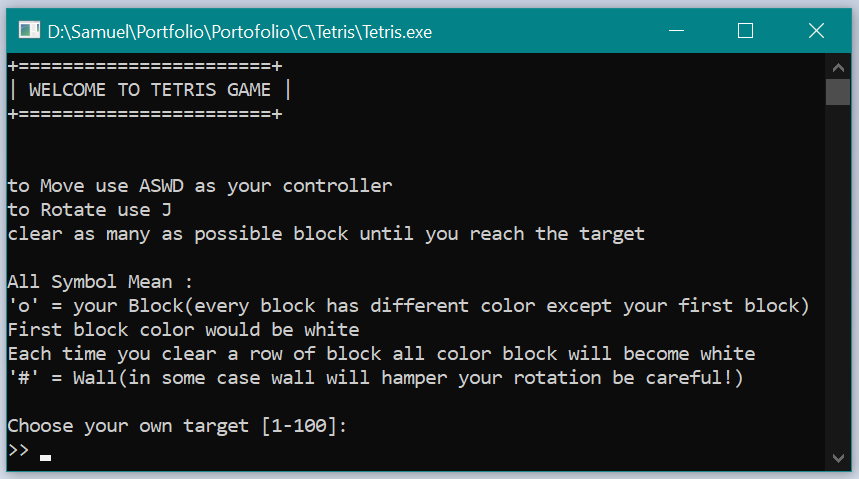 D:\Samuel\Portfolio\Portofolio\C\Tetris\Tetris.exe
+=======================+
| WELCOME TO TETRIS GAME |
+=======================+
to Move use ASWD as your controller
to Rotate use J
clear as many as possible block until you reach the target
All Symbol Mean :
'o' = your Block(every block has different color except your first block)
First block color would be white
Each time you clear a row of block all color block will become white
'#' = Wall(in some case wall will hamper your rotation be careful!)
Choose your own target [1-100]:
>> _